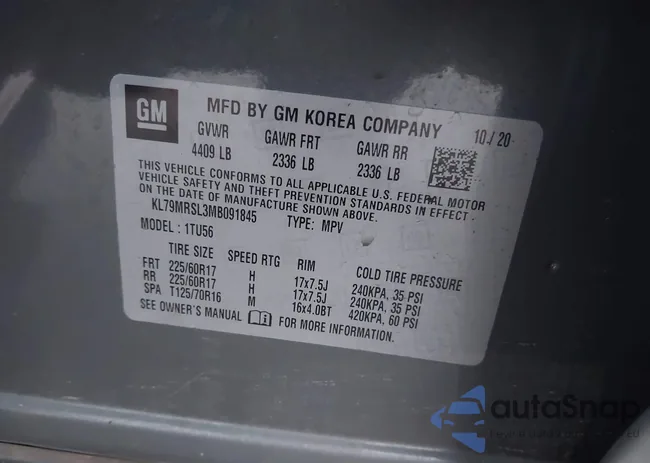 GM
MFD BY GM KOREA COMPANY 10 / 20
GVWR GAWR FRT GAWR RR
4409 LB 2336 LB 2336 LB
THIS VEHICLE CONFORMS TO ALL APPLICABLE U.S. FEDERAL MOTOR
VEHICLE SAFETY AND THEFT PREVENTION STANDARDS IN EFFECT
ON THE DATE OF MANUFACTURE SHOWN ABOVE.
KL79MRSL3MB091845 TYPE: MPV
MODEL : 1TU56
TIRE SIZE SPEED RTG RIM COLD TIRE PRESSURE
FRT 225/60R17 H 17x7.5J 240KPA, 35 PSI
RR 225/60R17 H 17x7.5J 240KPA, 35 PSI
SPA T125/70R16 M 16x4.0BT 420KPA, 60 PSI
SEE OWNER'S MANUAL FOR MORE INFORMATION.
autoSnap